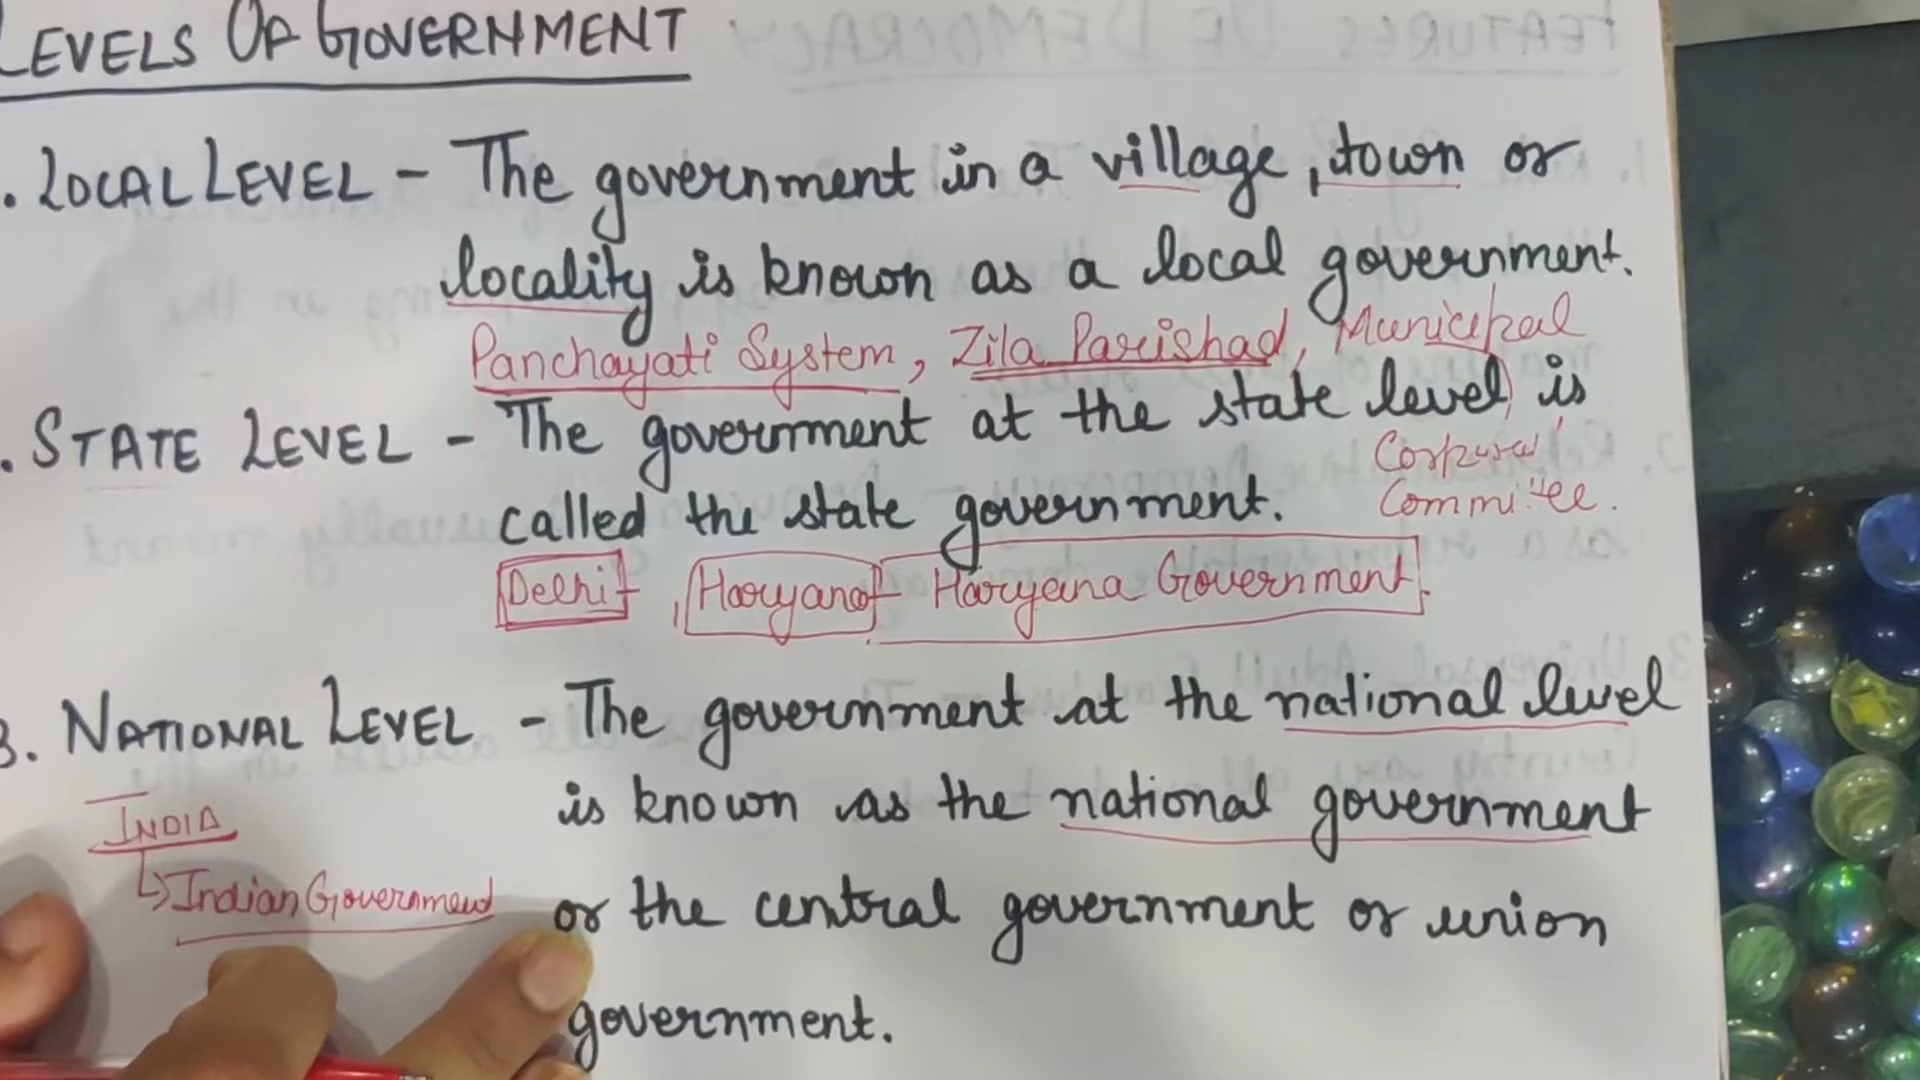 LEVELS OF GOVERNMENT
. LOCAL LEVEL - The government in a village, town or
locality is known as a local government.
Panchayati System, Zila Parishad, Municipal
. STATE LEVEL - The government at the state level is
Committee.
called the state government.
Delhi , Haryana Haryana Government.
3. NATIONAL LEVEL - The government at the national level
is known as the national government
INDIA
Indian Government
or the central government or union
government.
FEATURES OF DEMOCRACY